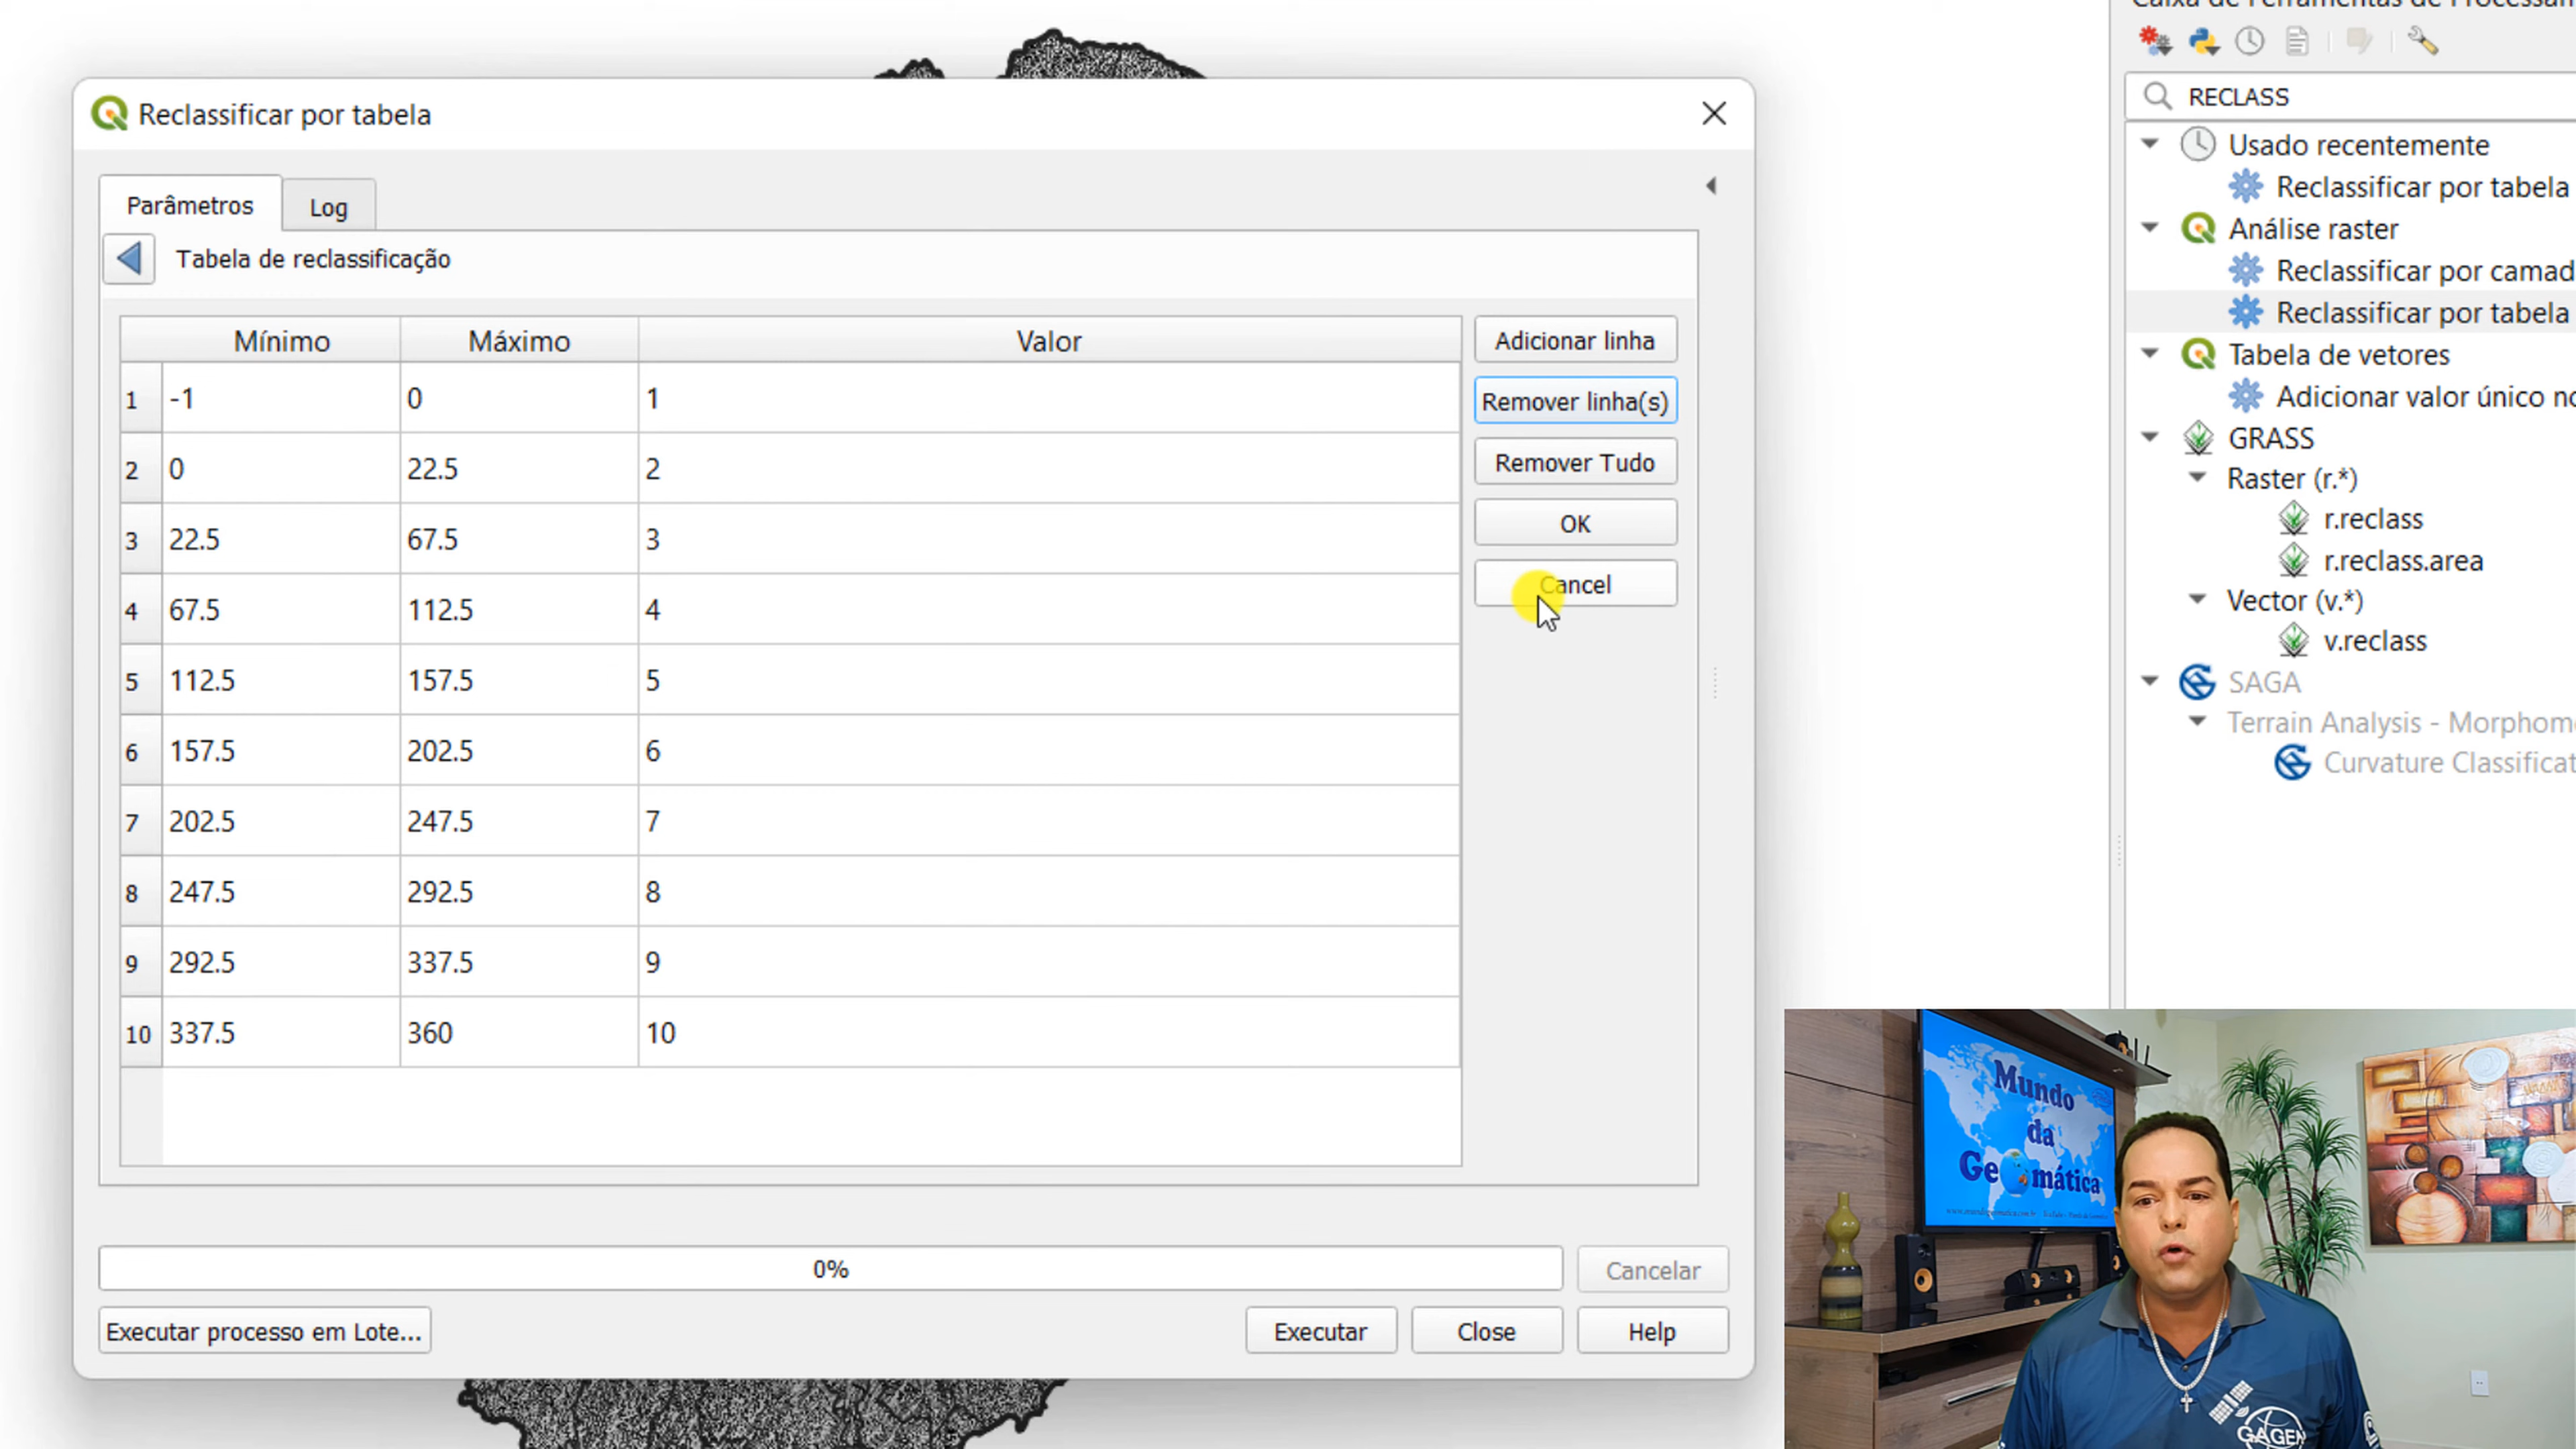 Reclassificar por tabela
Parâmetros
Log
Tabela de reclassificação
Mínimo Máximo Valor
1 -1 0 1
2 0 22.5 2
3 22.5 67.5 3
4 67.5 112.5 4
5 112.5 157.5 5
6 157.5 202.5 6
7 202.5 247.5 7
8 247.5 292.5 8
9 292.5 337.5 9
10 337.5 360 10
Adicionar linha
Remover linha(s)
Remover Tudo
OK
Cancel
0%
Cancelar
Executar processo em Lote...
Executar
Close
Help
RECLASS
Usado recentemente
Reclassificar por tabela
Análise raster
Reclassificar por camad
Reclassificar por tabela
Tabela de vetores
Adicionar valor único no
GRASS
Raster (r.*)
r.reclass
r.reclass.area
Vector (v.*)
v.reclass
SAGA
Terrain Analysis - Morphom
Curvature Classificat
Mundo
da
Geomática
GAGEN